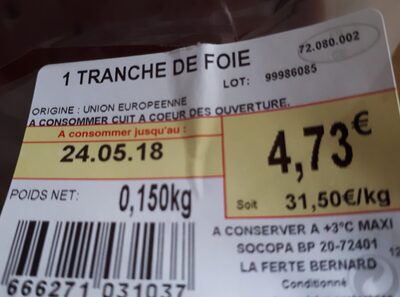 72.080.002
1 TRANCHE DE FOIE
LOT: 99986085
ORIGINE : UNION EUROPEENNE
A CONSOMMER CUIT A COEUR DES OUVERTURE.
A consommer jusqu'au :
24.05.18
4,73€
POIDS NET: 0,150kg
Soit 31,50€/kg
A CONSERVER A +3°C MAXI
SOCOPA BP 20-72401
LA FERTE BERNARD
Conditionné
666271 031037